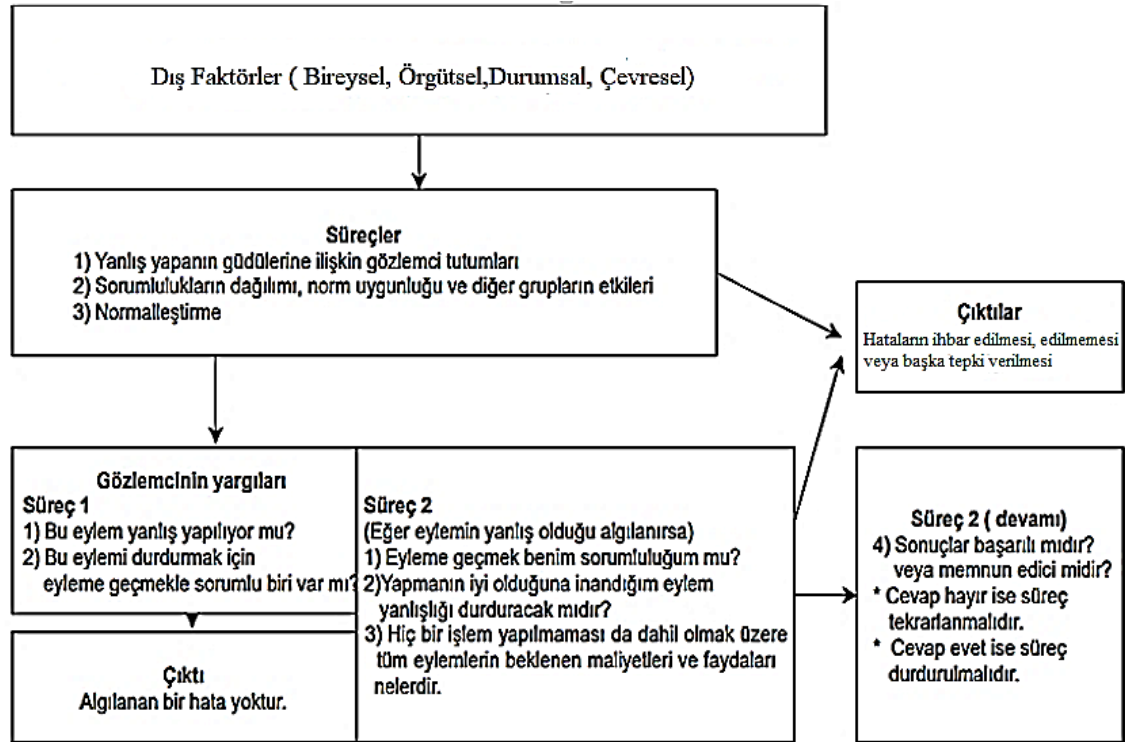 Dış Faktörler ( Bireysel, Örgütsel,Durumsal, Çevresel)
Süreçler
1) Yanlış yapanın güdülerine ilişkin gözlemci tutumları
2) Sorumlulukların dağılımı, norm uygunluğu ve diğer grupların etkileri
3) Normalleştirme
Çıktılar
Hataların ihbar edilmesi, edilmemesi
veya başka tepki verilmesi
Gözlemcinin yargıları
Süreç 1
1) Bu eylem yanlış yapılıyor mu?
2) Bu eylemi durdurmak için
eyleme geçmekle sorumlu biri var mı?
Çıktı
Algılanan bir hata yoktur.
Süreç 2
(Eğer eylemin yanlış olduğu algılanırsa)
1) Eyleme geçmek benim sorumluluğum mu?
2)Yapmanın iyi olduğuna inandığım eylem
yanlışlığı durduracak mıdır?
3) Hiç bir işlem yapılmaması da dahil olmak üzere
tüm eylemlerin beklenen maliyetleri ve faydaları
nelerdir.
Süreç 2 ( devamı)
4) Sonuçlar başarılı mıdır?
veya memnun edici midir?
* Cevap hayır ise süreç
tekrarlanmalıdır.
* Cevap evet ise süreç
durdurulmalıdır.